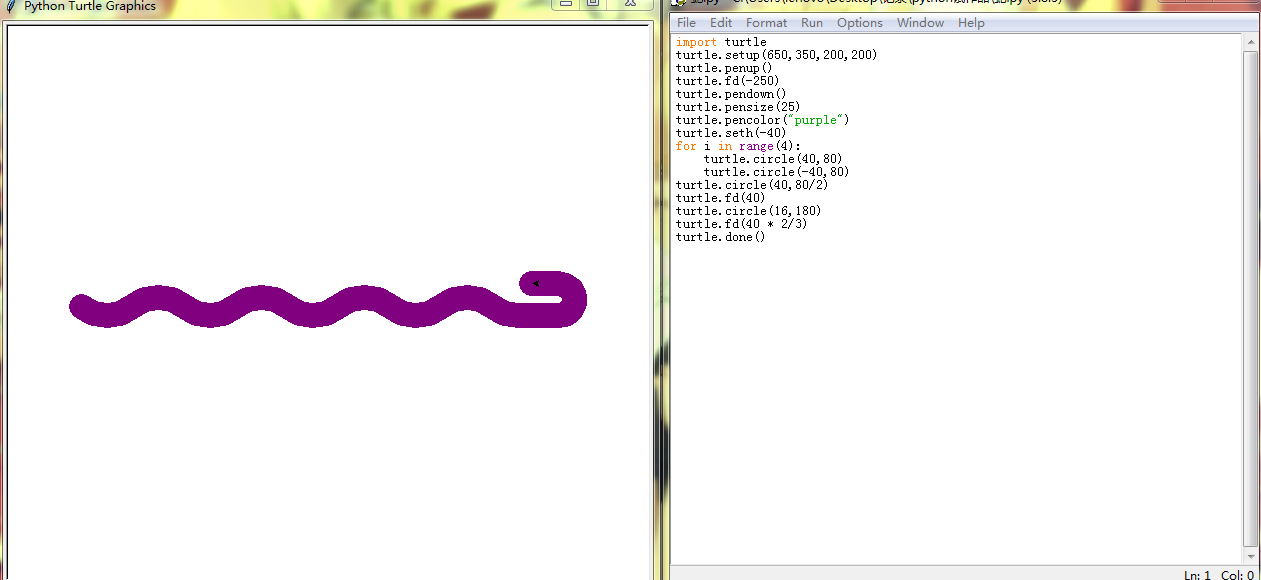 Python Turtle Graphics
File Edit Format Run Options Window Help
import turtle
turtle.setup(650,350,200,200)
turtle.penup()
turtle.fd(-250)
turtle.pendown()
turtle.pensize(25)
turtle.pencolor("purple")
turtle.seth(-40)
for i in range(4):
    turtle.circle(40,80)
    turtle.circle(-40,80)
turtle.circle(40,80/2)
turtle.fd(40)
turtle.circle(16,180)
turtle.fd(40 * 2/3)
turtle.done()
Ln: 1 Col: 0